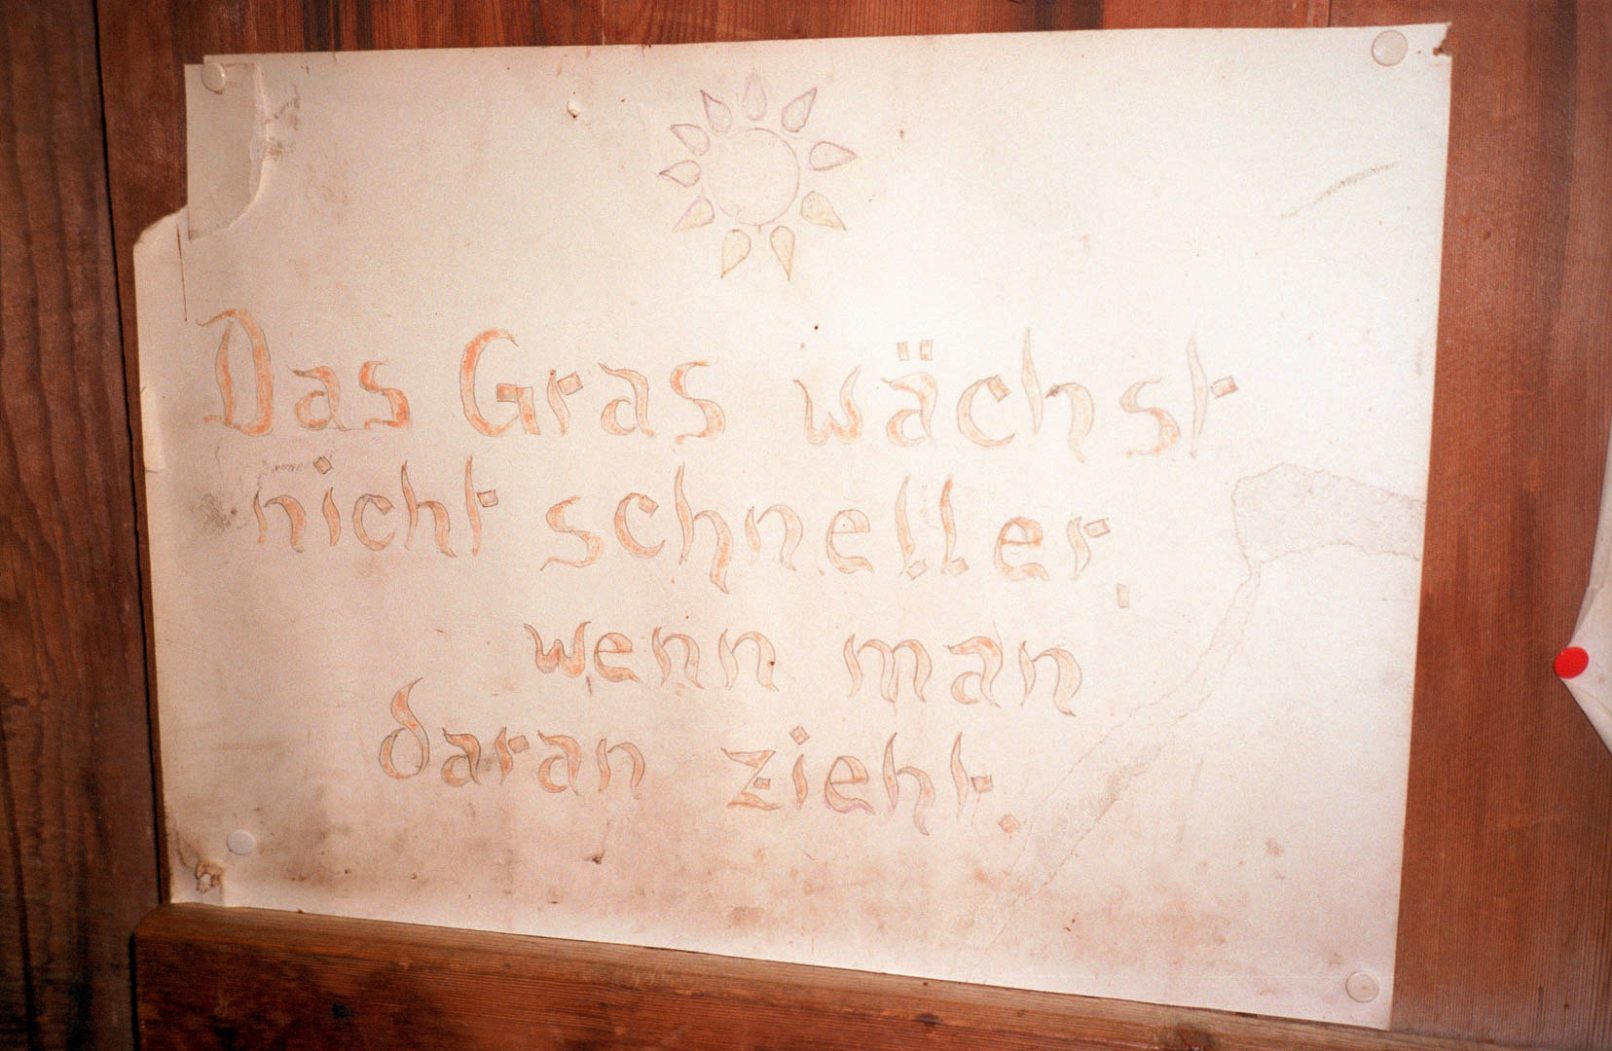 Das Gras wächst
nicht schneller,
wenn man
daran zieht.